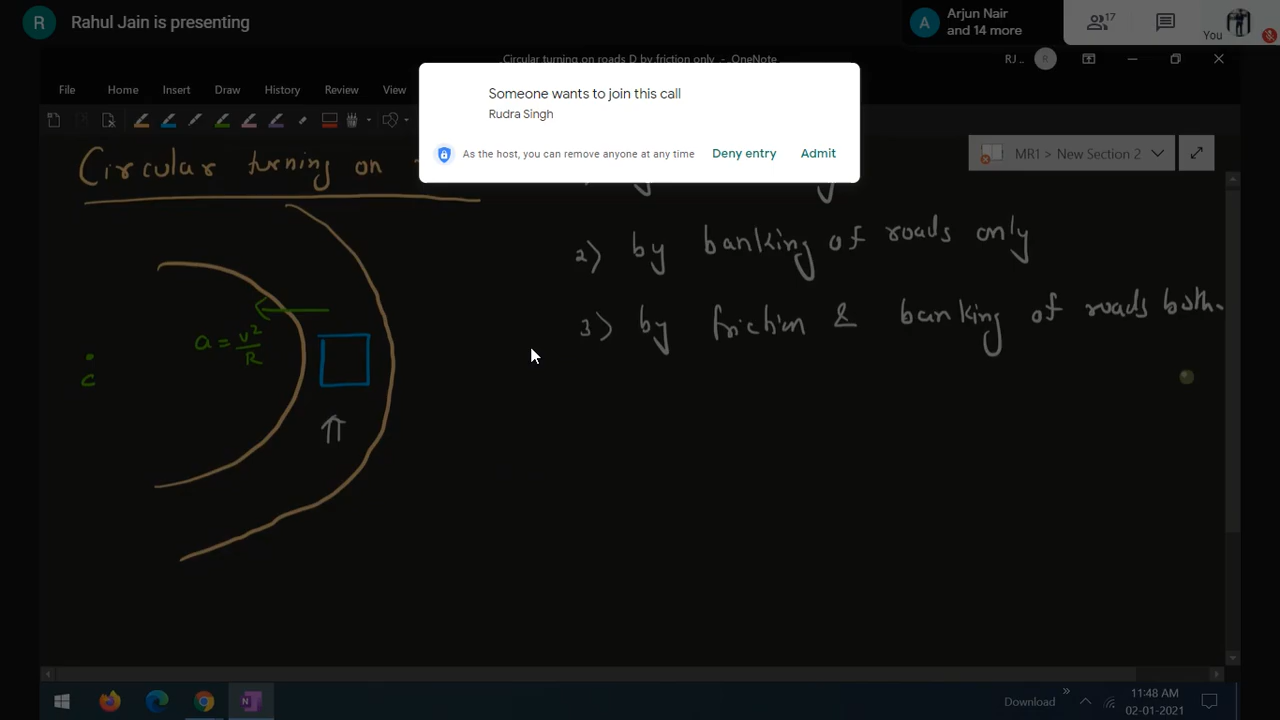 R Rahul Jain is presenting
A Arjun Nair
and 14 more
17
You
Circular turning on roads D by friction only - OneNote
RJ .. R
File Home Insert Draw History Review View
Someone wants to join this call
Rudra Singh
As the host, you can remove anyone at any time Deny entry Admit
MR1 > New Section 2
Circular turning on
2) by banking of roads only
3) by friction & banking of roads both.
a = v²/R
C
⇑
Download
11:48 AM
02-01-2021